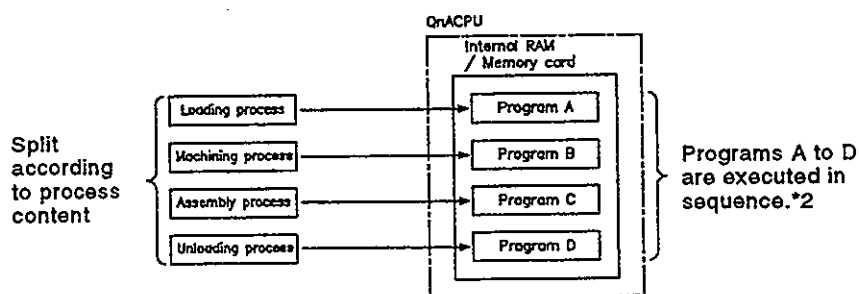 QnACPU
Internal RAM
/ Memory card
Loading process
Program A
Split
according
to process
content
Machining process
Program B
Programs A to D
are executed in
sequence.*2
Assembly process
Program C
Unloading process
Program D